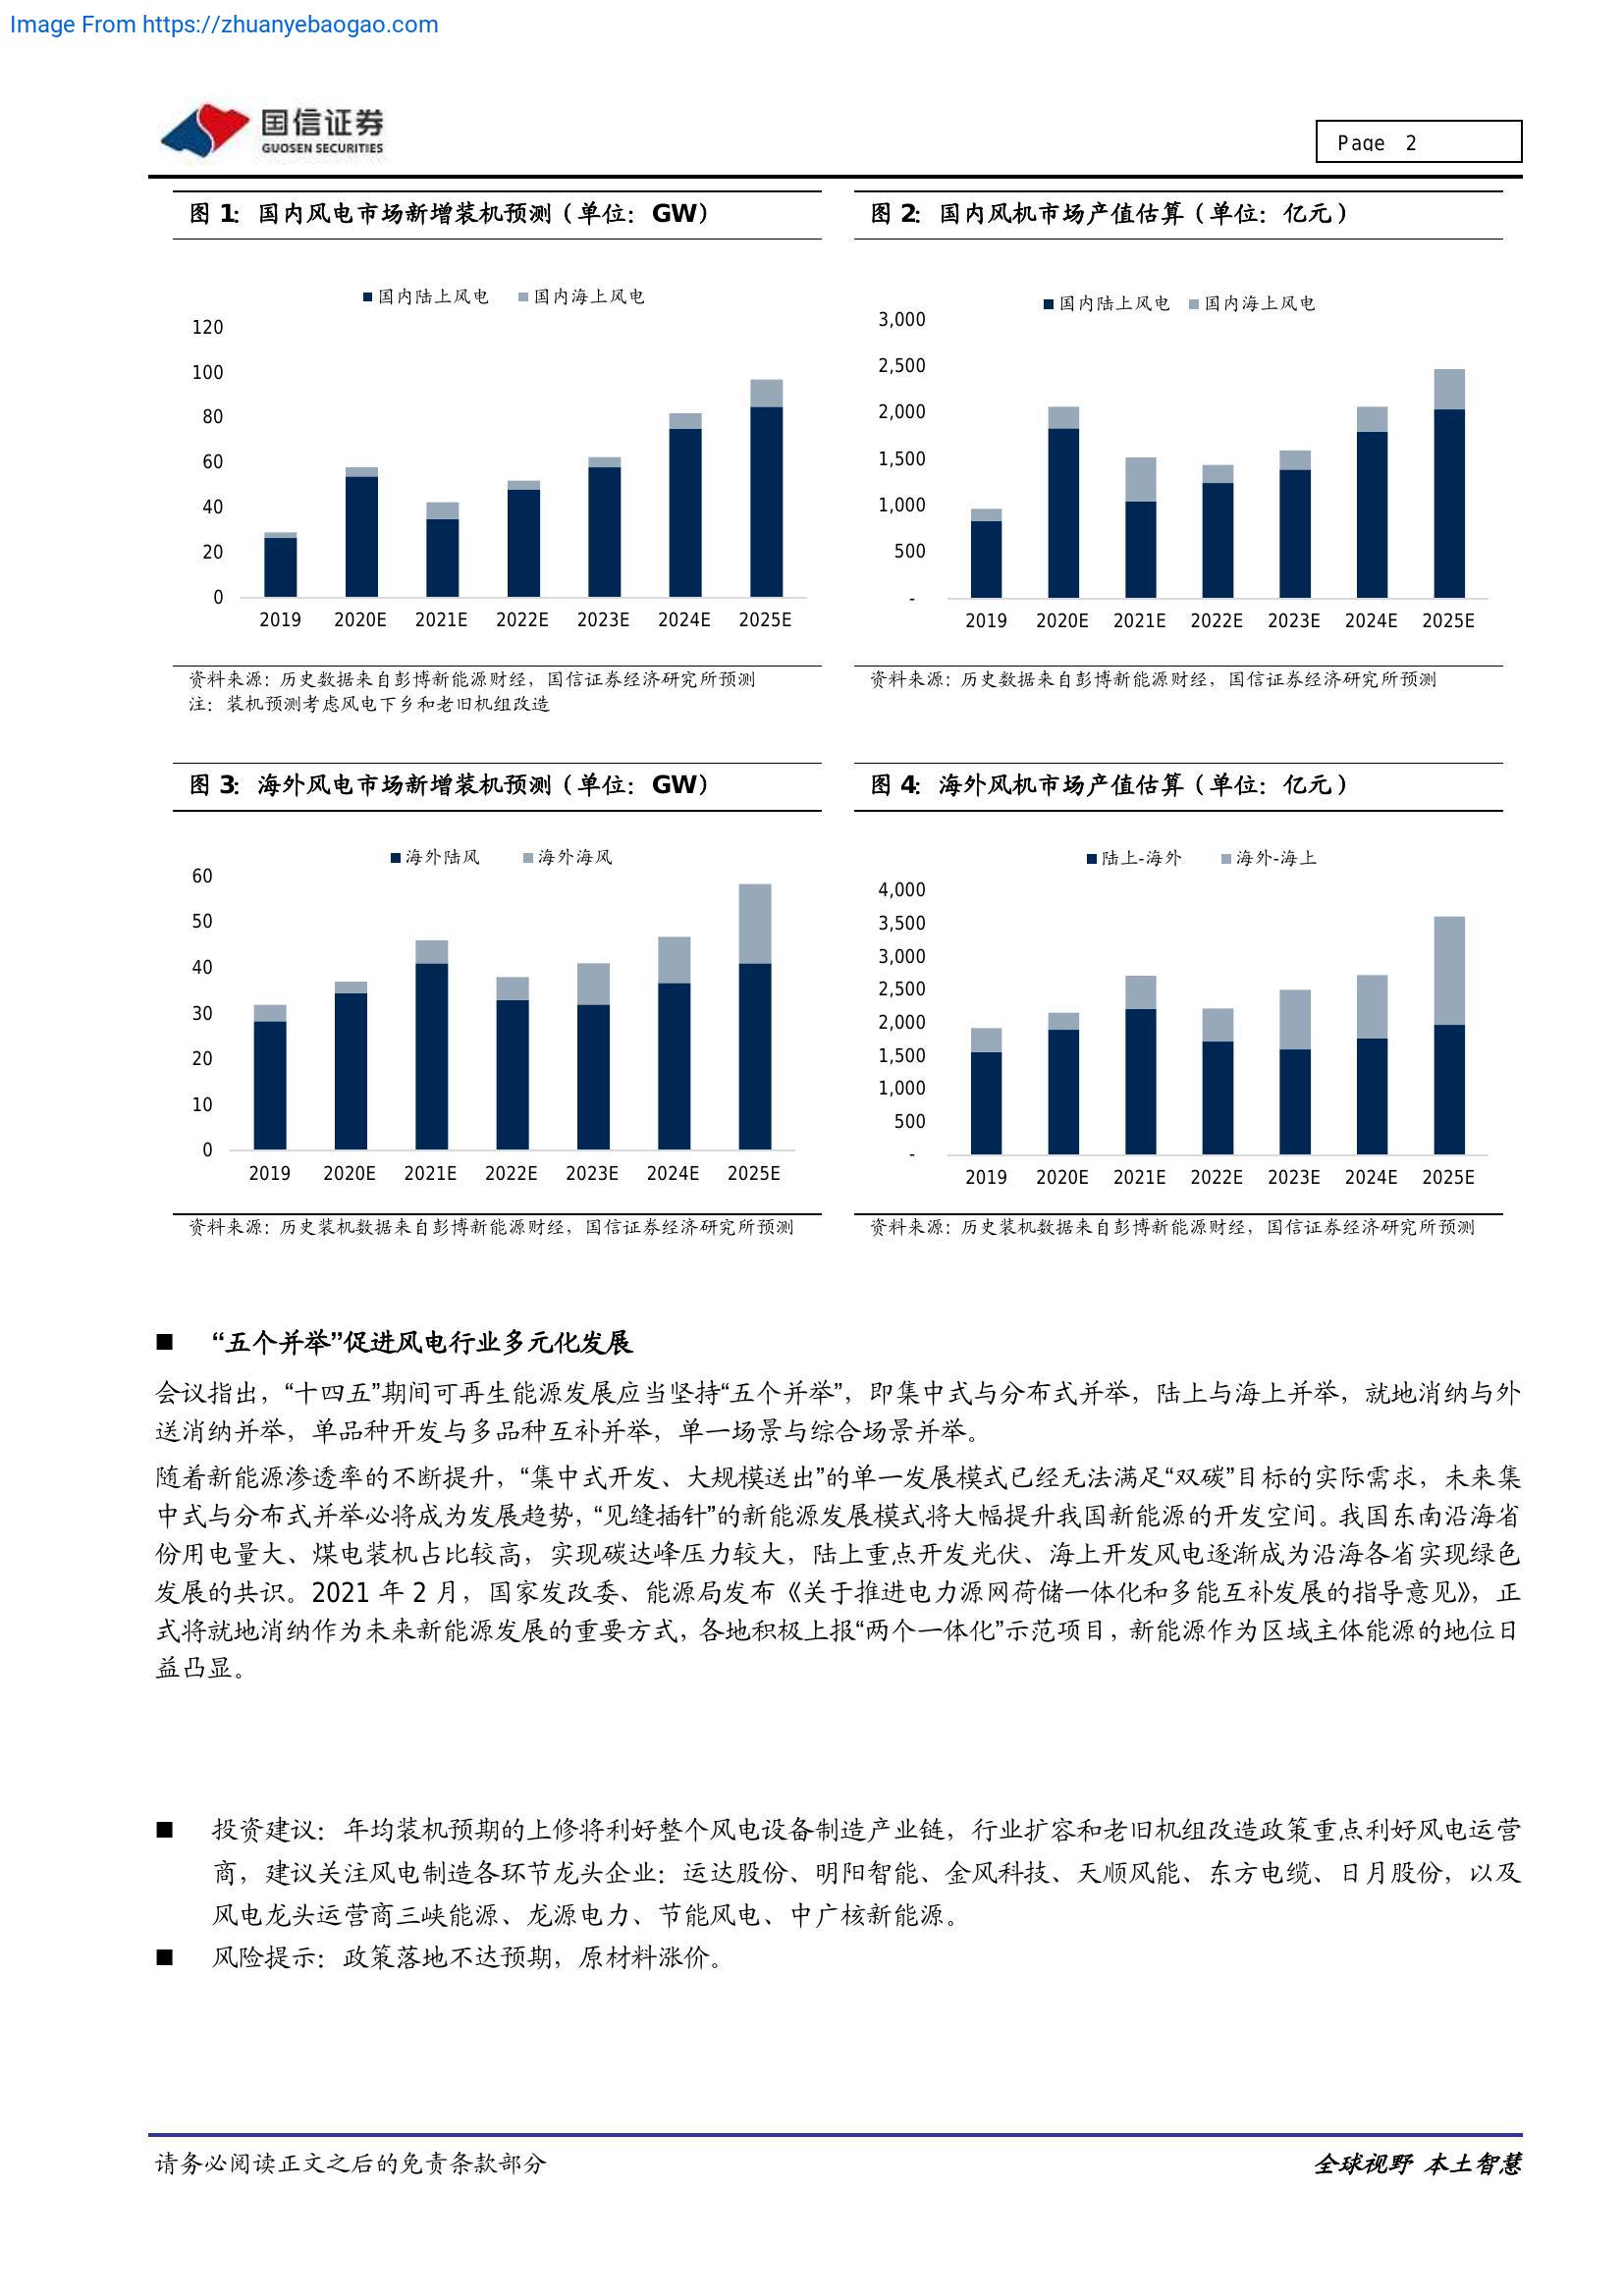 Image From https://zhuanyebaogao.com
国信证券
GUOSEN SECURITIES
Page 2
图 1：国内风电市场新增装机预测（单位：GW）
国内陆上风电 国内海上风电
120
100
80
60
40
20
0
2019 2020E 2021E 2022E 2023E 2024E 2025E
资料来源：历史数据来自彭博新能源财经，国信证券经济研究所预测
注：装机预测考虑风电下乡和老旧机组改造
图 2：国内风机市场产值估算（单位：亿元）
国内陆上风电 国内海上风电
3,000
2,500
2,000
1,500
1,000
500
-
2019 2020E 2021E 2022E 2023E 2024E 2025E
资料来源：历史数据来自彭博新能源财经，国信证券经济研究所预测
图 3：海外风电市场新增装机预测（单位：GW）
海外陆风 海外海风
60
50
40
30
20
10
0
2019 2020E 2021E 2022E 2023E 2024E 2025E
资料来源：历史装机数据来自彭博新能源财经，国信证券经济研究所预测
图 4：海外风机市场产值估算（单位：亿元）
陆上-海外 海外-海上
4,000
3,500
3,000
2,500
2,000
1,500
1,000
500
-
2019 2020E 2021E 2022E 2023E 2024E 2025E
资料来源：历史装机数据来自彭博新能源财经，国信证券经济研究所预测
■ “五个并举”促进风电行业多元化发展
会议指出，“十四五”期间可再生能源发展应当坚持“五个并举”，即集中式与分布式并举，陆上与海上并举，就地消纳与外
送消纳并举，单品种开发与多品种互补并举，单一场景与综合场景并举。
随着新能源渗透率的不断提升，“集中式开发、大规模送出”的单一发展模式已经无法满足“双碳”目标的实际需求，未来集
中式与分布式并举必将成为发展趋势，“见缝插针”的新能源发展模式将大幅提升我国新能源的开发空间。我国东南沿海省
份用电量大、煤电装机占比较高，实现碳达峰压力较大，陆上重点开发光伏、海上开发风电逐渐成为沿海各省实现绿色
发展的共识。2021 年 2 月，国家发改委、能源局发布《关于推进电力源网荷储一体化和多能互补发展的指导意见》，正
式将就地消纳作为未来新能源发展的重要方式，各地积极上报“两个一体化”示范项目，新能源作为区域主体能源的地位日
益凸显。
■ 投资建议：年均装机预期的上修将利好整个风电设备制造产业链，行业扩容和老旧机组改造政策重点利好风电运营
商，建议关注风电制造各环节龙头企业：运达股份、明阳智能、金风科技、天顺风能、东方电缆、日月股份，以及
风电龙头运营商三峡能源、龙源电力、节能风电、中广核新能源。
■ 风险提示：政策落地不达预期，原材料涨价。
请务必阅读正文之后的免责条款部分
全球视野 本土智慧